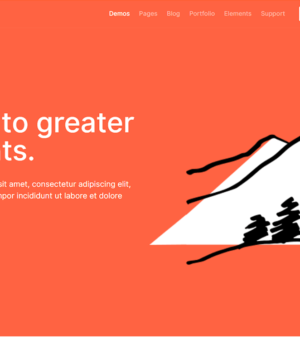 Demos Pages Blog Portfolio Elements Support
to greater
ts.
sit amet, consectetur adipiscing elit,
mpor incididunt ut labore et dolore